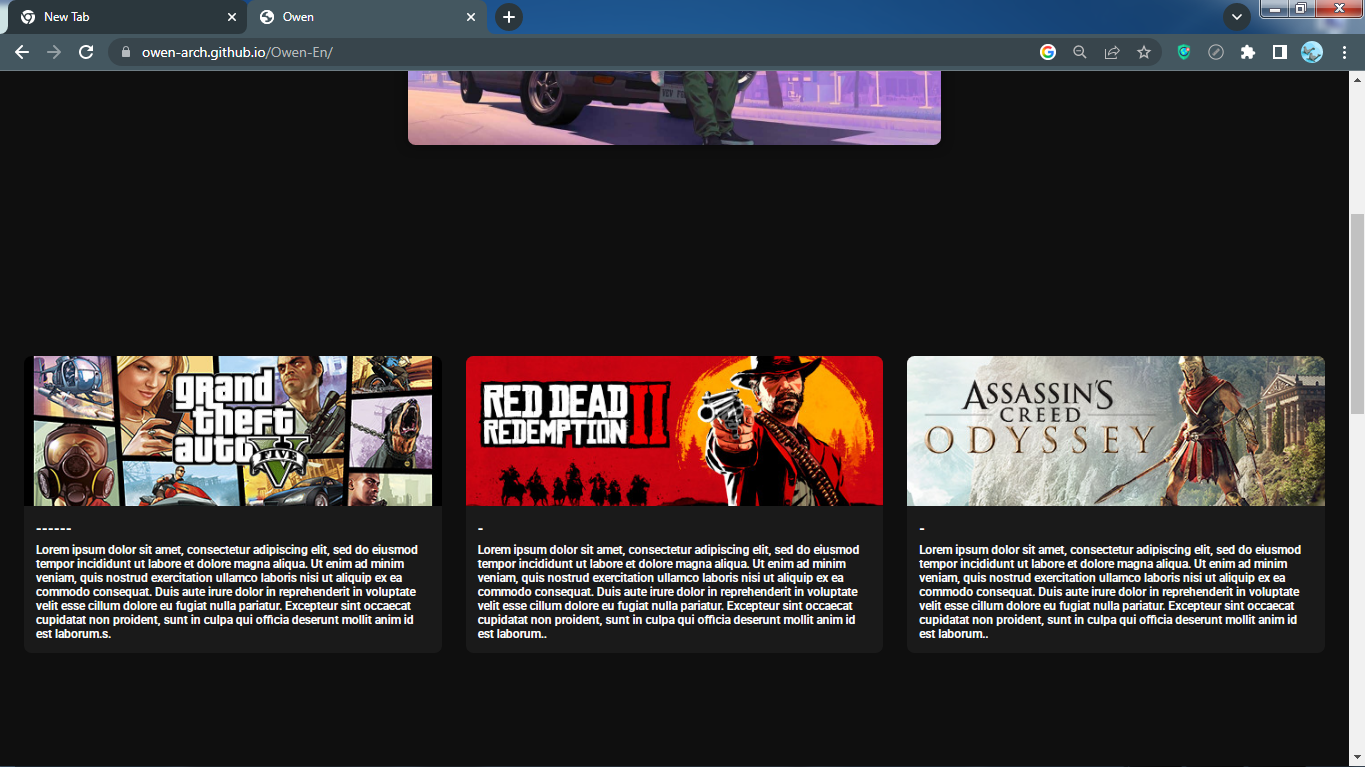 New Tab
Owen
owen-arch.github.io/Owen-En/
grand
theft
auto
FIVE
V
RED DEAD
REDEMPTION II
ASSASSIN'S
CREED
ODYSSEY
------
Lorem ipsum dolor sit amet, consectetur adipiscing elit, sed do eiusmod
tempor incididunt ut labore et dolore magna aliqua. Ut enim ad minim
veniam, quis nostrud exercitation ullamco laboris nisi ut aliquip ex ea
commodo consequat. Duis aute irure dolor in reprehenderit in voluptate
velit esse cillum dolore eu fugiat nulla pariatur. Excepteur sint occaecat
cupidatat non proident, sunt in culpa qui officia deserunt mollit anim id
est laborum.s.
-
Lorem ipsum dolor sit amet, consectetur adipiscing elit, sed do eiusmod
tempor incididunt ut labore et dolore magna aliqua. Ut enim ad minim
veniam, quis nostrud exercitation ullamco laboris nisi ut aliquip ex ea
commodo consequat. Duis aute irure dolor in reprehenderit in voluptate
velit esse cillum dolore eu fugiat nulla pariatur. Excepteur sint occaecat
cupidatat non proident, sunt in culpa qui officia deserunt mollit anim id
est laborum..
-
Lorem ipsum dolor sit amet, consectetur adipiscing elit, sed do eiusmod
tempor incididunt ut labore et dolore magna aliqua. Ut enim ad minim
veniam, quis nostrud exercitation ullamco laboris nisi ut aliquip ex ea
commodo consequat. Duis aute irure dolor in reprehenderit in voluptate
velit esse cillum dolore eu fugiat nulla pariatur. Excepteur sint occaecat
cupidatat non proident, sunt in culpa qui officia deserunt mollit anim id
est laborum..